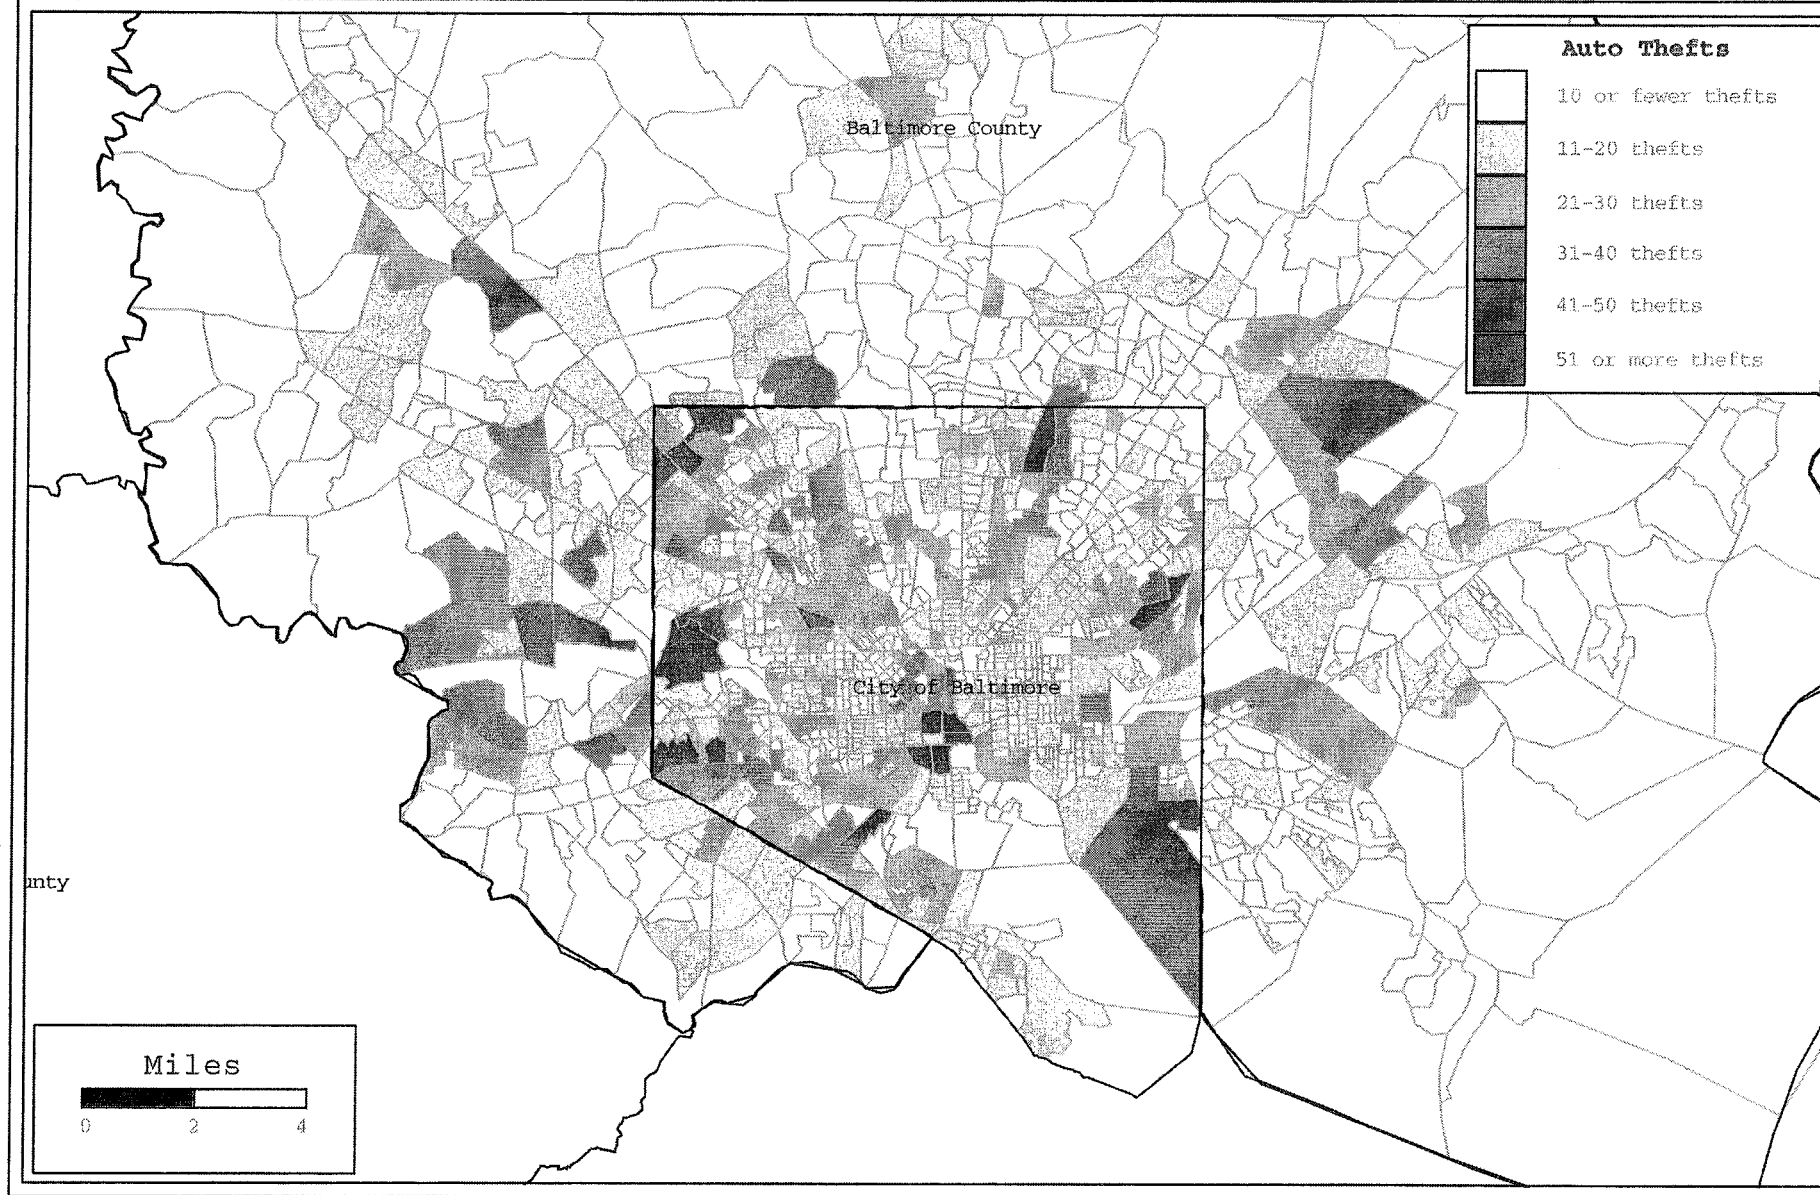 Auto Thefts
10 or fewer thefts
11-20 thefts
21-30 thefts
31-40 thefts
41-50 thefts
51 or more thefts
Baltimore County
City of Baltimore
unty
Miles
0 2 4